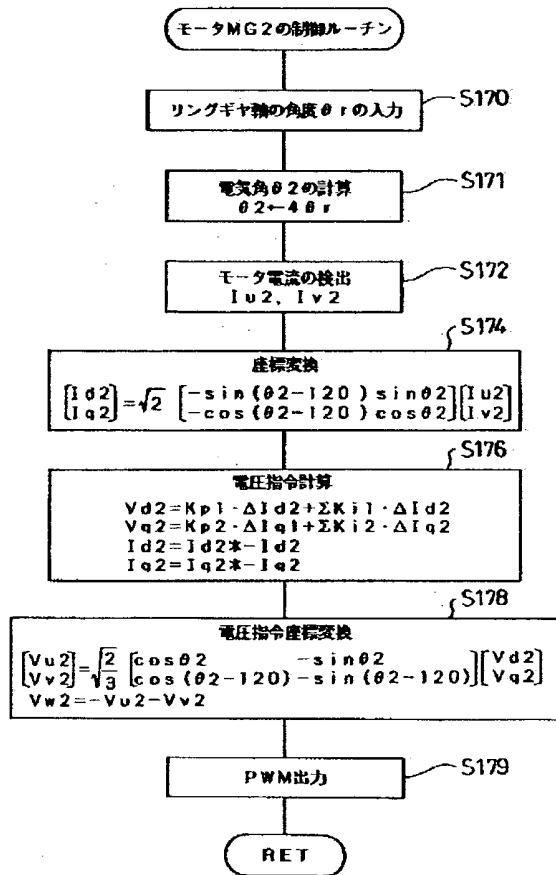 モータMG2の制御ルーチン
S170
リングギヤ軸の角度θrの入力
S171
電気角θ2の計算
θ2←4θr
S172
モータ電流の検出
Iu2、Iv2
S174
座標変換
[Id2 Iq2]=√2 [-sin(θ2-120) sinθ2][Iu2
-cos(θ2-120) cosθ2][Iv2]
S176
電圧指令計算
Vd2=Kp1・ΔId2+ΣKi1・ΔId2
Vq2=Kp2・ΔIq1+ΣKi2・ΔIq2
Id2=Id2*-Id2
Iq2=Iq2*-Iq2
S178
電圧指令座標変換
[Vu2 Vv2]=√2/3 [cosθ2 -sinθ2
cos(θ2-120) -sin(θ2-120)][Vd2 Vq2]
Vw2=-Vu2-Vv2
S179
PWM出力
RET